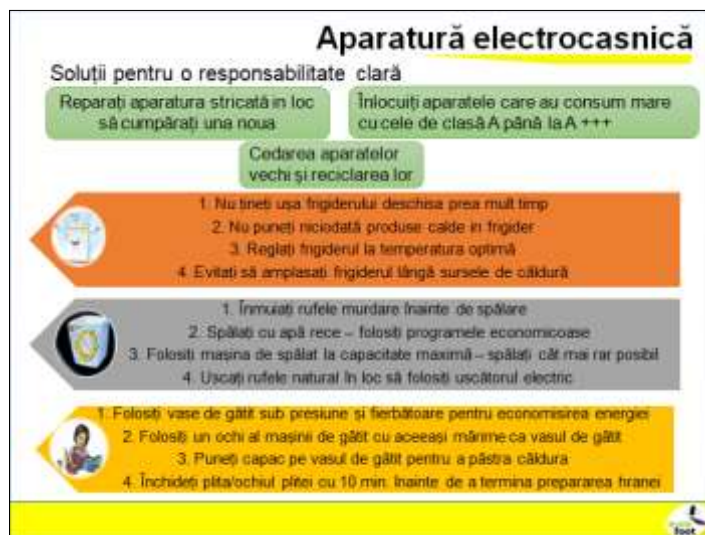 Aparatură electrocasnică
Soluții pentru o responsabilitate clară
Reparați aparatura stricată in loc
să cumpărați una noua
Înlocuiți aparatele care au consum mare
cu cele de clasă A până la A +++
Cedarea aparatelor
vechi și reciclarea lor
1. Nu tineti ușa frigiderului deschisa prea mult timp
2. Nu puneti niciodată produse calde in frigider
3. Reglați frigiderul la temperatura optimă
4. Evitați să amplasați frigiderul lângă sursele de căldură
1. Înmuiați rufele murdare înainte de spălare
2. Spălați cu apă rece – folosiți programele economicoase
3. Folosiți mașina de spălat la capacitate maximă – spălați cât mai rar posibil
4. Uscați rufele natural în loc să folosiți uscătorul electric
1. Folosiți vase de gătit sub presiune și fierbătoare pentru economisirea energiei
2. Folosiți un ochi al mașinii de gătit cu aceeași mărime ca vasul de gătit
3. Puneți capac pe vasul de gătit pentru a păstra căldura
4. Închideți plita/ochiul plitei cu 10 min. înainte de a termina prepararea hranei
foot